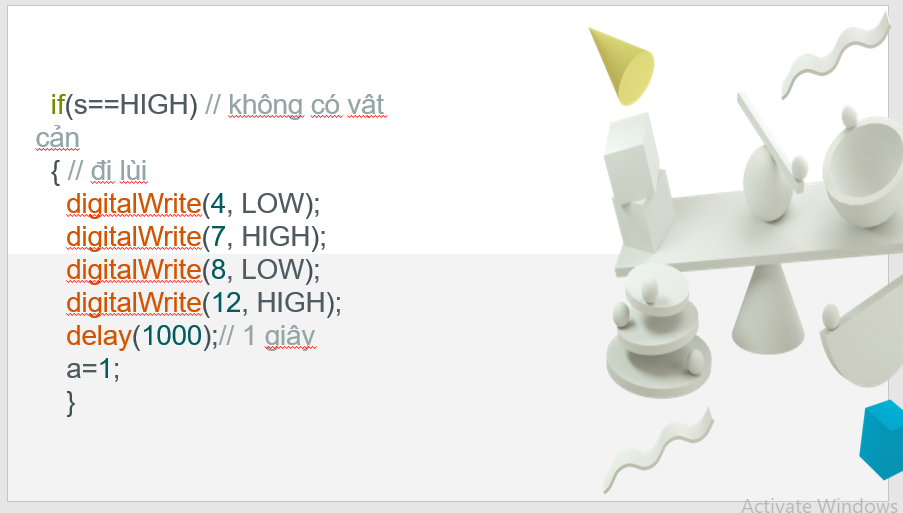 if(s==HIGH) // không có vât
cản
{ // đi lùi
digitalWrite(4, LOW);
digitalWrite(7, HIGH);
digitalWrite(8, LOW);
digitalWrite(12, HIGH);
delay(1000);// 1 giây
a=1;
}
Activate Windows